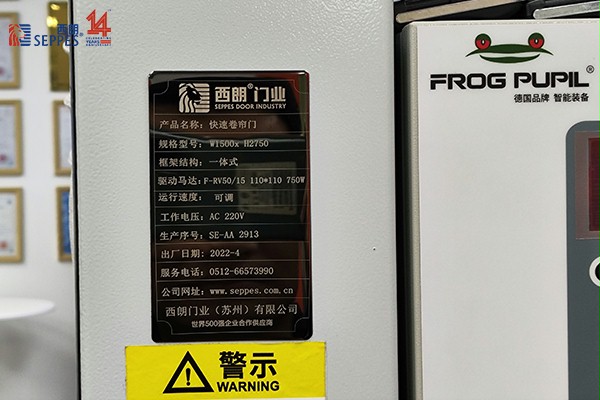 西朗®
SEPPES
14
YEARS
西朗®门业
SEPPES DOOR INDUSTRY
产品名称: 快速卷帘门
规格型号: W1500x H2750
框架结构: 一体式
驱动马达: F-RV50/15 110*110 750W
运行速度: 可调
工作电压: AC 220V
生产序号: SE-AA 2913
出厂日期: 2022-4
服务电话: 0512-66573990
公司网址: www.seppes.com.cn
西朗门业（苏州）有限公司
世界500强企业合作供应商
警示
WARNING
FROG PUPIL®
德国品牌 智能装备